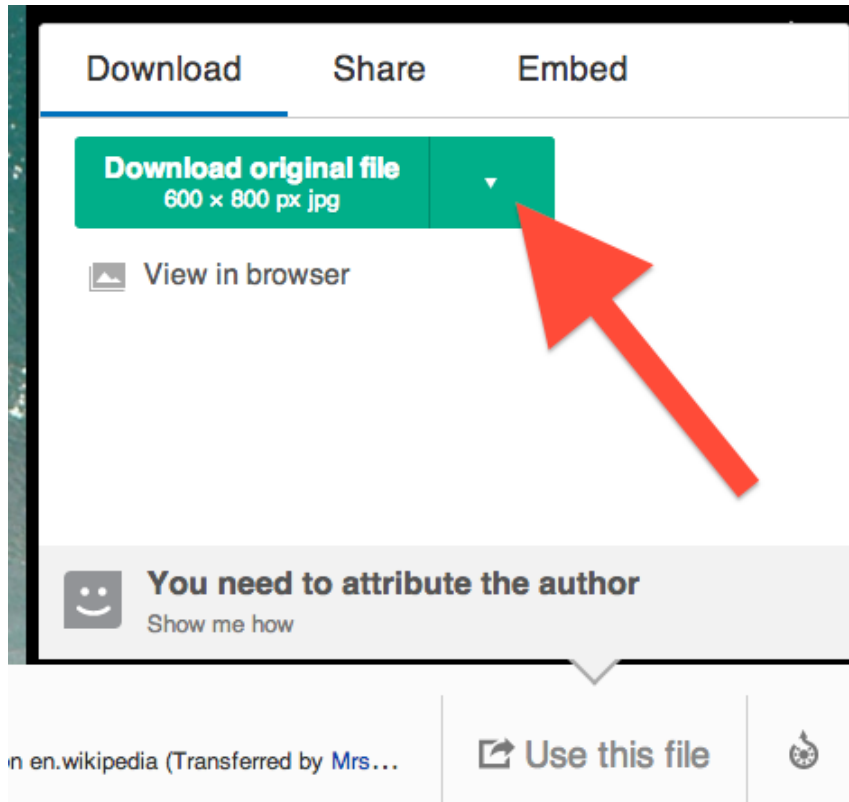 Download Share Embed
Download original file
600 × 800 px jpg
View in browser
You need to attribute the author
Show me how
n en.wikipedia (Transferred by Mrs...
Use this file